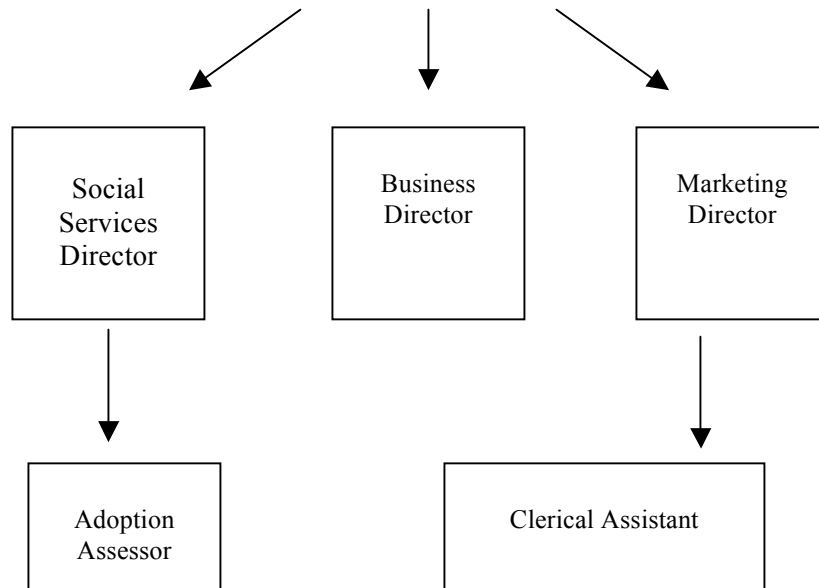 Social
Services
Director
Business
Director
Marketing
Director
Adoption
Assessor
Clerical Assistant